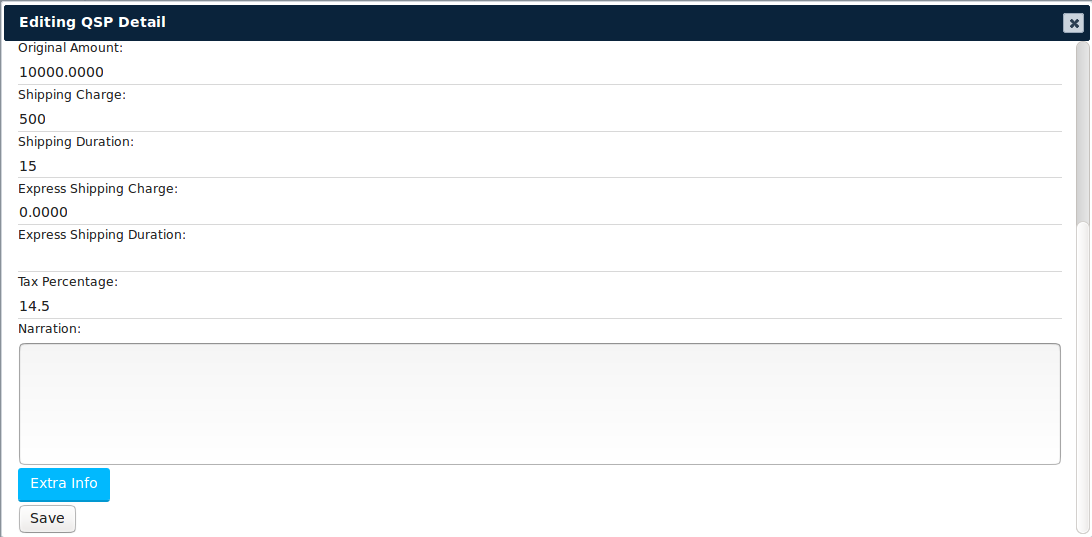 Editing QSP Detail
Original Amount:
10000.0000
Shipping Charge:
500
Shipping Duration:
15
Express Shipping Charge:
0.0000
Express Shipping Duration:
Tax Percentage:
14.5
Narration:
Extra Info
Save